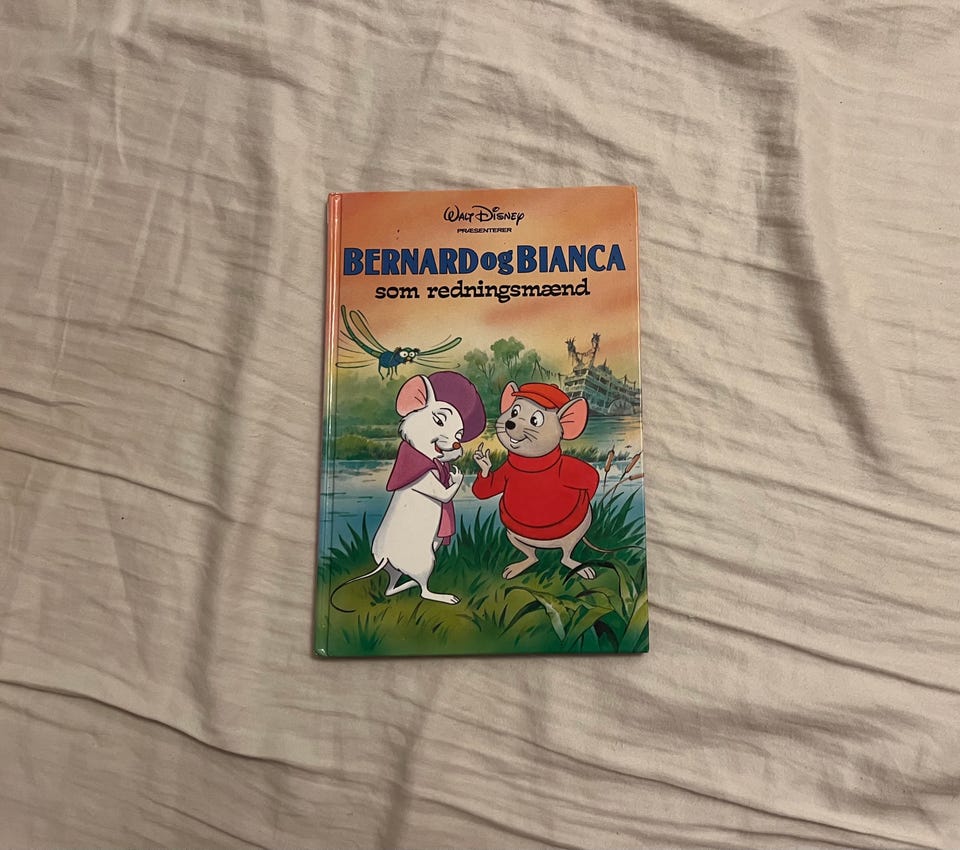 WALT DISNEY
PRÆSENTERER
BERNARD og BIANCA
som redningsmænd